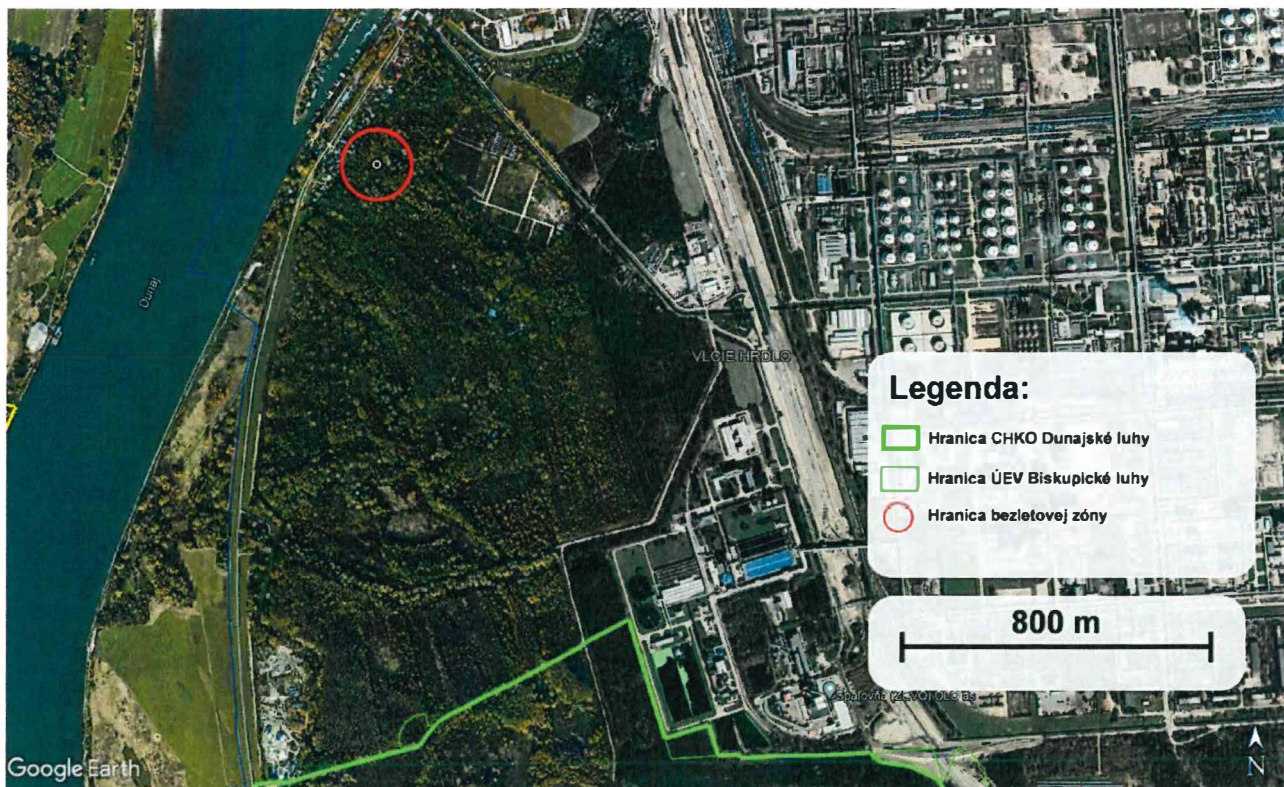 Dunaj
VLČIE HRDLO
Legenda:
Hranica CHKO Dunajské luhy
Hranica ÚEV Biskupické luhy
Hranica bezletovej zóny
800 m
Spaľovňa (ZEVO) OLO as
Google Earth
N